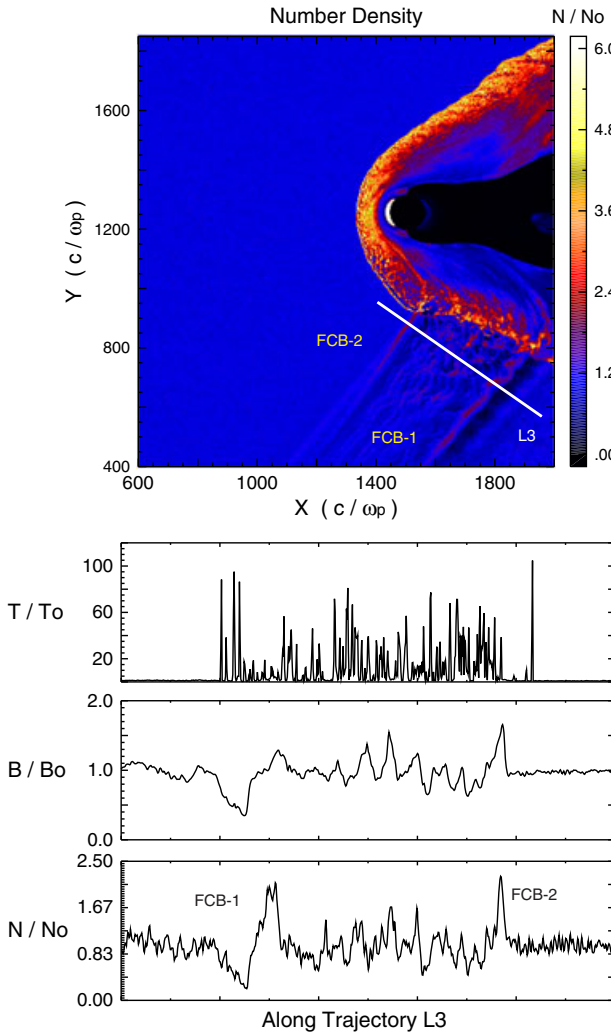 Number Density
N / No
6.0
4.8
3.6
2.4
1.2
.00
1600
1200
800
400
Y ( c / ωp )
FCB-2
FCB-1
L3
600
1000
1400
1800
X ( c / ωp )
T / To
100
60
20
B / Bo
2.0
1.0
0.0
N / No
2.50
1.67
0.83
0.00
FCB-1
FCB-2
Along Trajectory L3